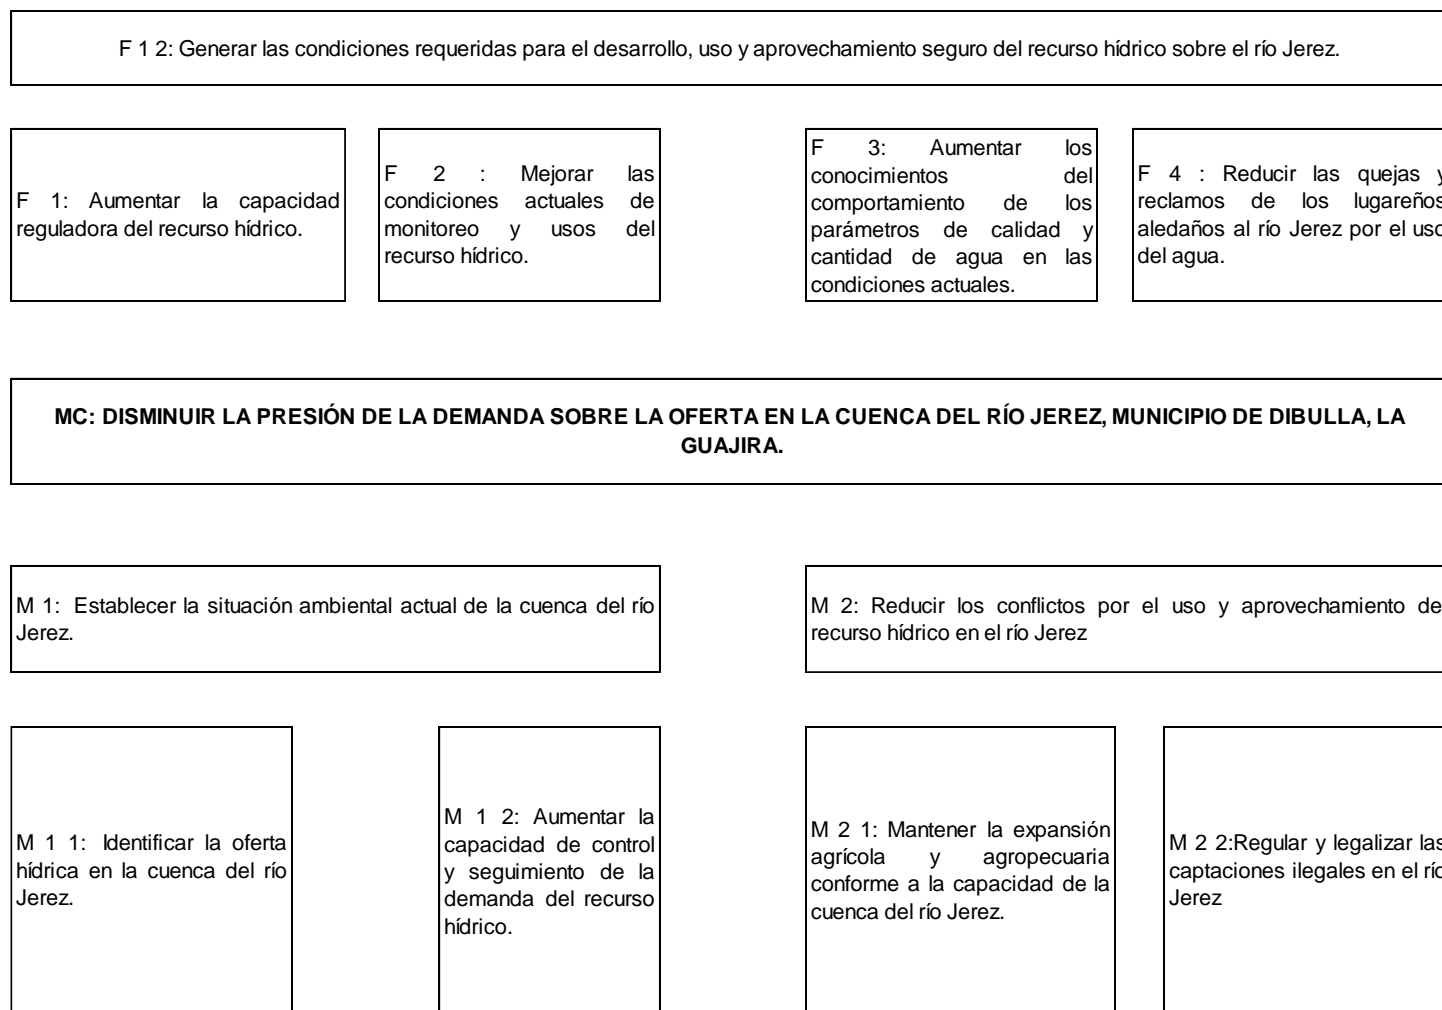 F 1 2: Generar las condiciones requeridas para el desarrollo, uso y aprovechamiento seguro del recurso hídrico sobre el río Jerez.
F 1: Aumentar la capacidad
reguladora del recurso hídrico.
F 2 : Mejorar las
condiciones actuales de
monitoreo y usos del
recurso hídrico.
F 3: Aumentar los
conocimientos del
comportamiento de los
parámetros de calidad y
cantidad de agua en las
condiciones actuales.
F 4 : Reducir las quejas y
reclamos de los lugareños
aledaños al río Jerez por el uso
del agua.
MC: DISMINUIR LA PRESIÓN DE LA DEMANDA SOBRE LA OFERTA EN LA CUENCA DEL RÍO JEREZ, MUNICIPIO DE DIBULLA, LA
GUAJIRA.
M 1: Establecer la situación ambiental actual de la cuenca del río
Jerez.
M 2: Reducir los conflictos por el uso y aprovechamiento de
recurso hídrico en el río Jerez
M 1 1: Identificar la oferta
hídrica en la cuenca del río
Jerez.
M 1 2: Aumentar la
capacidad de control
y seguimiento de la
demanda del recurso
hídrico.
M 2 1: Mantener la expansión
agrícola y agropecuaria
conforme a la capacidad de la
cuenca del río Jerez.
M 2 2:Regular y legalizar las
captaciones ilegales en el río
Jerez